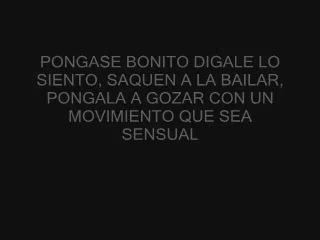 PONGASE BONITO DIGALE LO
SIENTO, SAQUEN A LA BAILAR,
PONGALA A GOZAR CON UN
MOVIMIENTO QUE SEA
SENSUAL